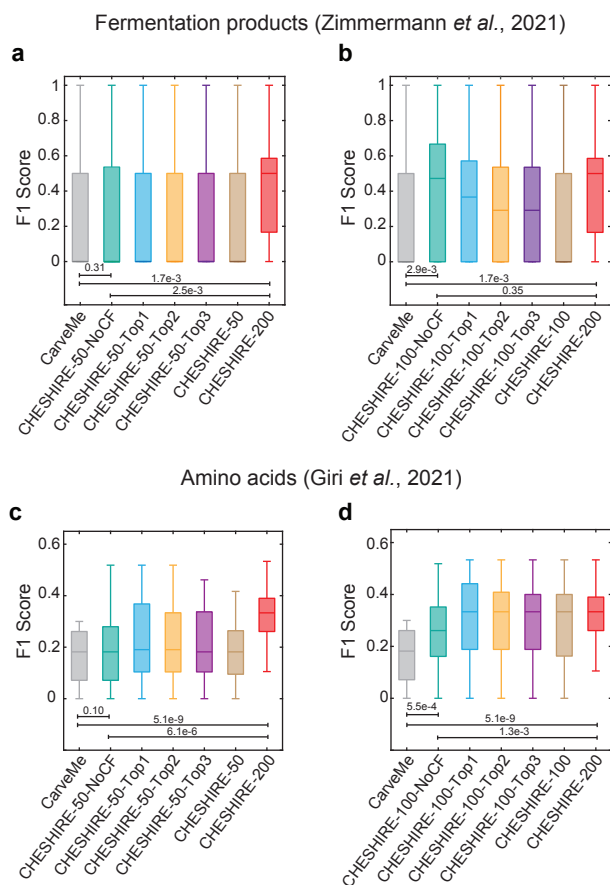 Fermentation products (Zimmermann et al., 2021)
a
F1 Score
1
0.8
0.6
0.4
0.2
0
0.31
1.7e-3
2.5e-3
CarveMe
CHESHIRE-50-NoCF
CHESHIRE-50-Top1
CHESHIRE-50-Top2
CHESHIRE-50-Top3
CHESHIRE-50
CHESHIRE-200
b
F1 Score
1
0.8
0.6
0.4
0.2
0
2.9e-3
1.7e-3
0.35
CarveMe
CHESHIRE-100-NoCF
CHESHIRE-100-Top1
CHESHIRE-100-Top2
CHESHIRE-100-Top3
CHESHIRE-100
CHESHIRE-200
Amino acids (Giri et al., 2021)
c
F1 Score
0.6
0.4
0.2
0
0.10
5.1e-9
6.1e-6
CarveMe
CHESHIRE-50-NoCF
CHESHIRE-50-Top1
CHESHIRE-50-Top2
CHESHIRE-50-Top3
CHESHIRE-50
CHESHIRE-200
d
F1 Score
0.6
0.4
0.2
0
5.5e-4
5.1e-9
1.3e-3
CarveMe
CHESHIRE-100-NoCF
CHESHIRE-100-Top1
CHESHIRE-100-Top2
CHESHIRE-100-Top3
CHESHIRE-100
CHESHIRE-200